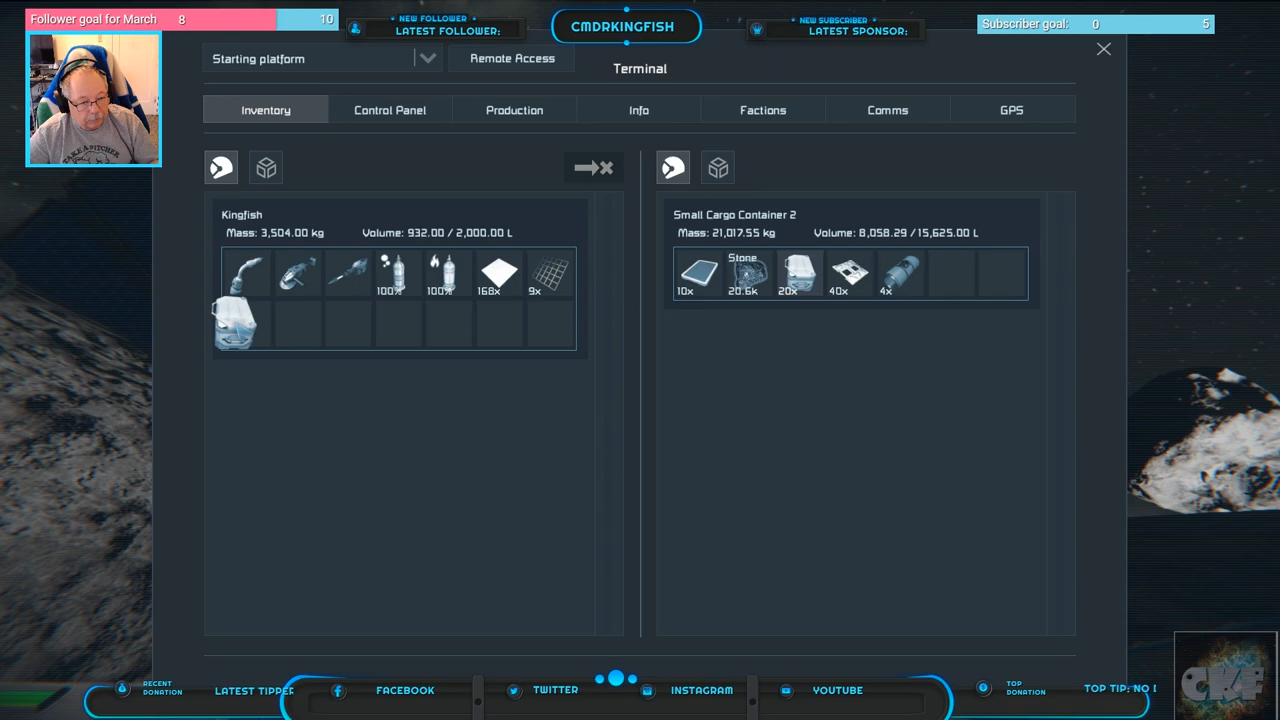 Follower goal for March 8 10
NEW FOLLOWER
LATEST FOLLOWER:
CMDRKINGFISH
NEW SUBSCRIBER
LATEST SPONSOR:
Subscriber goal: 0 5
Starting platform
Remote Access
Terminal
Inventory
Control Panel
Production
Info
Factions
Comms
GPS
Kingfish
Mass: 3,504.00 kg Volume: 932.00 / 2,000.00 L
100% 100% 168x 9x
Small Cargo Container 2
Mass: 21,017.55 kg Volume: 8,058.29 / 15,625.00 L
Stone
10x 20.6k 20x 40x 4x
TAKE A PITCHER
RECENT DONATION
LATEST TIPPER
FACEBOOK
TWITTER
INSTAGRAM
YOUTUBE
TOP DONATION
TOP TIP: NO
CKF